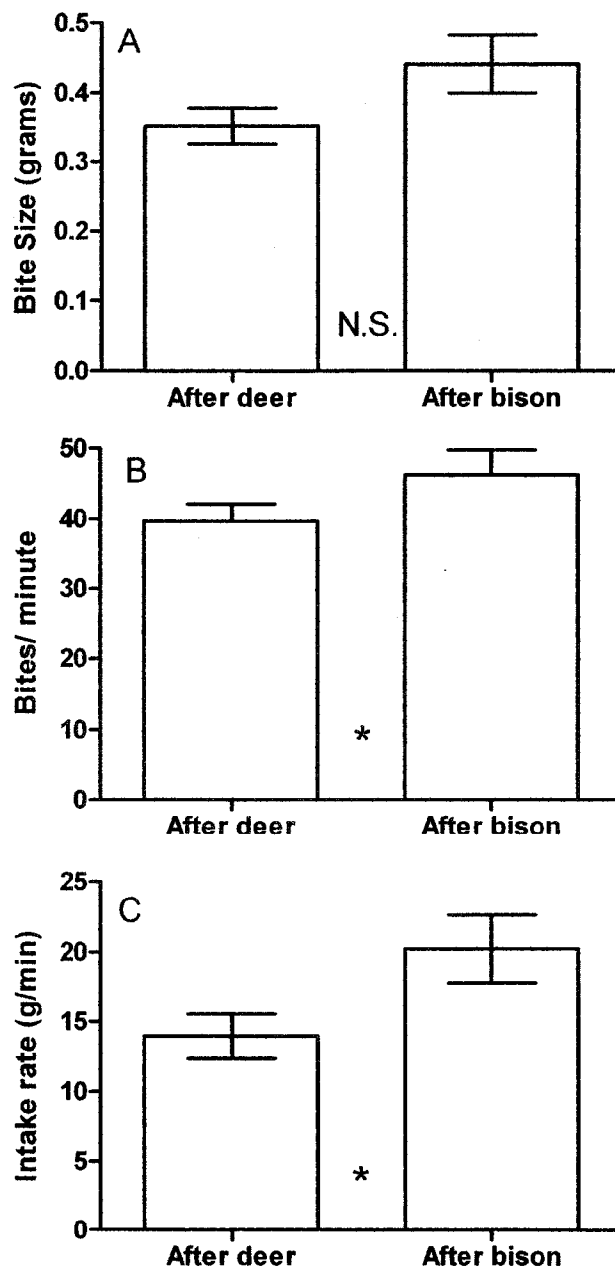 A
Bite Size (grams)
0.5
0.4
0.3
0.2
0.1
0.0
N.S.
After deer After bison
B
Bites/ minute
50
40
30
20
10
0
*
After deer After bison
C
Intake rate (g/min)
25
20
15
10
5
0
*
After deer After bison